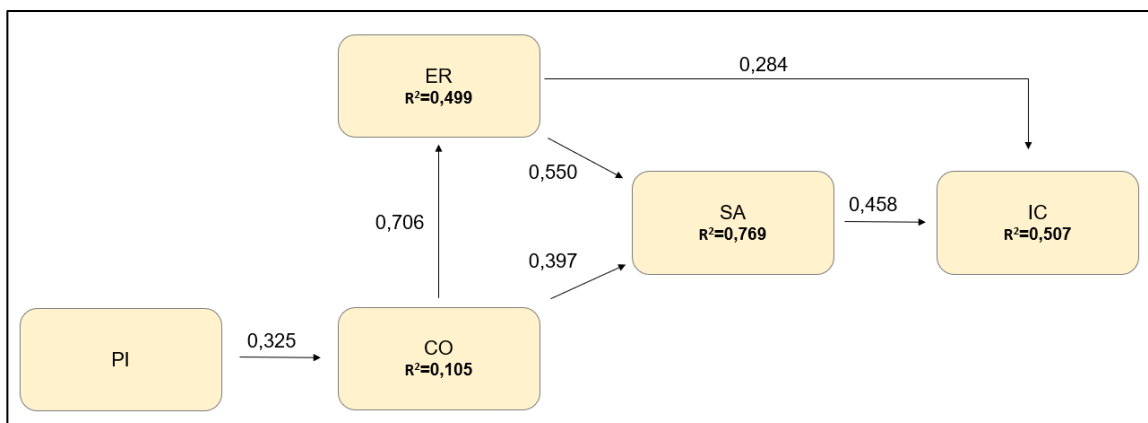 ER
R²=0,499
0,284
0,550
0,706
SA
R²=0,769
0,458
IC
R²=0,507
0,397
PI
0,325
CO
R²=0,105